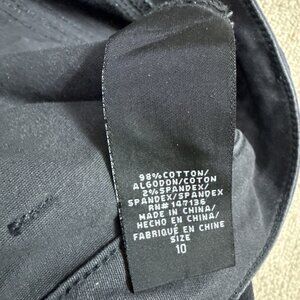 98%COTTON/
ALGODON/COTON
2%SPANDEX/
SPANDEX/SPANDEX
RN# 147136
MADE IN CHINA/
HECHO EN CHINA/
FABRIQUÉ EN CHINE
SIZE
10